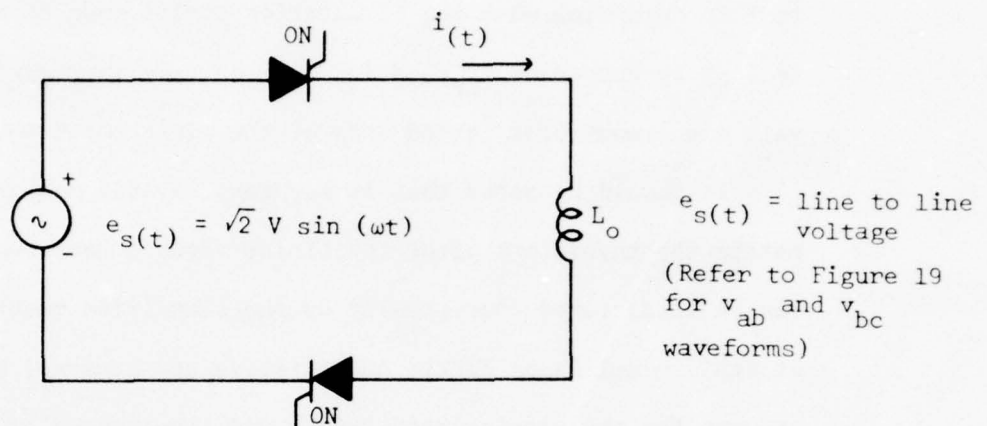 ON
i(t)
+
~
-
e_s(t) = √2 V sin (ωt)
L_o
e_s(t) = line to line
voltage
(Refer to Figure 19
for v_ab and v_bc
waveforms)
ON